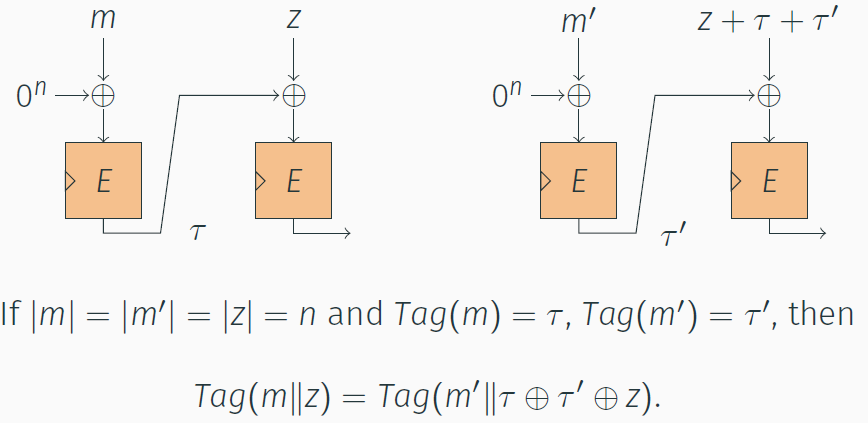 m z m′ z + τ + τ′
0ⁿ 0ⁿ
E E E E
τ τ′
If |m| = |m′| = |z| = n and Tag(m) = τ, Tag(m′) = τ′, then
Tag(m‖z) = Tag(m′‖τ ⊕ τ′ ⊕ z).